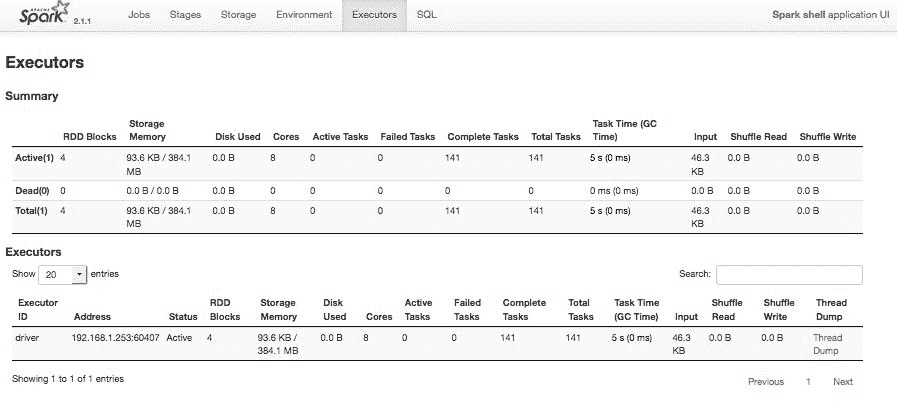 APACHE Spark 2.1.1 Jobs Stages Storage Environment Executors SQL Spark shell application UI
Executors
Summary
RDD Blocks Storage Memory Disk Used Cores Active Tasks Failed Tasks Complete Tasks Total Tasks Task Time (GC Time) Input Shuffle Read Shuffle Write
Active(1) 4 93.6 KB / 384.1 MB 0.0 B 8 0 0 141 141 5 s (0 ms) 46.3 KB 0.0 B 0.0 B
Dead(0) 0 0.0 B / 0.0 B 0.0 B 0 0 0 0 0 0 ms (0 ms) 0.0 B 0.0 B 0.0 B
Total(1) 4 93.6 KB / 384.1 MB 0.0 B 8 0 0 141 141 5 s (0 ms) 46.3 KB 0.0 B 0.0 B
Executors
Show 20 entries Search:
Executor ID Address Status RDD Blocks Storage Memory Disk Used Cores Active Tasks Failed Tasks Complete Tasks Total Tasks Task Time (GC Time) Input Shuffle Read Shuffle Write Thread Dump
driver 192.168.1.253:60407 Active 4 93.6 KB / 384.1 MB 0.0 B 8 0 0 141 141 5 s (0 ms) 46.3 KB 0.0 B 0.0 B Thread Dump
Showing 1 to 1 of 1 entries
Previous 1 Next